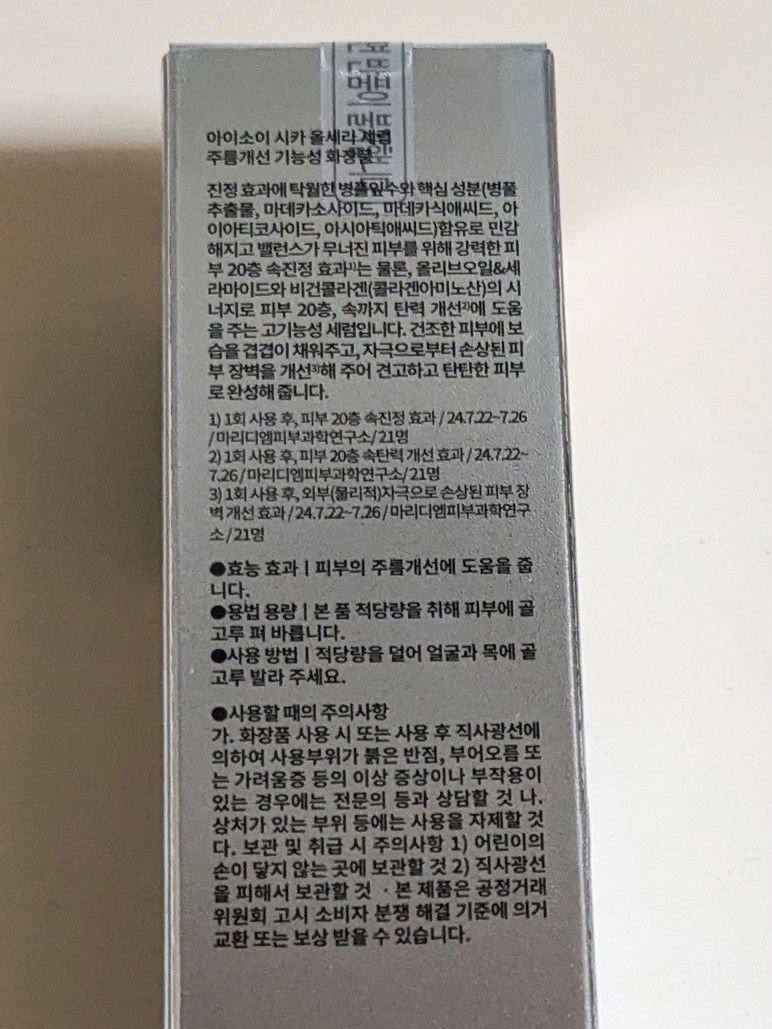 아이소이 시카 올세라 세럼
주름개선 기능성 화장품
진정 효과에 탁월한 병풀잎수와 핵심 성분(병풀
추출물, 마데카소사이드, 마데카식애씨드, 아
이아티코사이드, 아시아틱애씨드)함유로 민감
해지고 밸런스가 무너진 피부를 위해 강력한 피
부 20층 속진정 효과1)는 물론, 올리브오일&세
라마이드와 비건콜라겐(콜라겐아미노산)의 시
너지로 피부 20층, 속까지 탄력 개선2)에 도움
을 주는 고기능성 세럼입니다. 건조한 피부에 보
습을 겹겹이 채워주고, 자극으로부터 손상된 피
부 장벽을 개선3)해 주어 견고하고 탄탄한 피부
로 완성해 줍니다.
1) 1회 사용 후, 피부 20층 속진정 효과 / 24.7.22~7.26
/마리디엠피부과학연구소/21명
2) 1회 사용 후, 피부 20층 속탄력 개선 효과 / 24.7.22~
7.26/마리디엠피부과학연구소/21명
3) 1회 사용 후, 외부(물리적)자극으로 손상된 피부 장
벽 개선 효과 / 24.7.22~7.26 / 마리디엠피부과학연구
소/21명
●효능 효과ㅣ피부의 주름개선에 도움을 줍
니다.
●용법 용량ㅣ본 품 적당량을 취해 피부에 골
고루 펴 바릅니다.
●사용 방법ㅣ적당량을 덜어 얼굴과 목에 골
고루 발라 주세요.
●사용할 때의 주의사항
가. 화장품 사용 시 또는 사용 후 직사광선에
의하여 사용부위가 붉은 반점, 부어오름 또
는 가려움증 등의 이상 증상이나 부작용이
있는 경우에는 전문의 등과 상담할 것 나.
상처가 있는 부위 등에는 사용을 자제할 것
다. 보관 및 취급 시 주의사항 1) 어린이의
손이 닿지 않는 곳에 보관할 것 2) 직사광선
을 피해서 보관할 것 ·본 제품은 공정거래
위원회 고시 소비자 분쟁 해결 기준에 의거
교환 또는 보상 받을 수 있습니다.